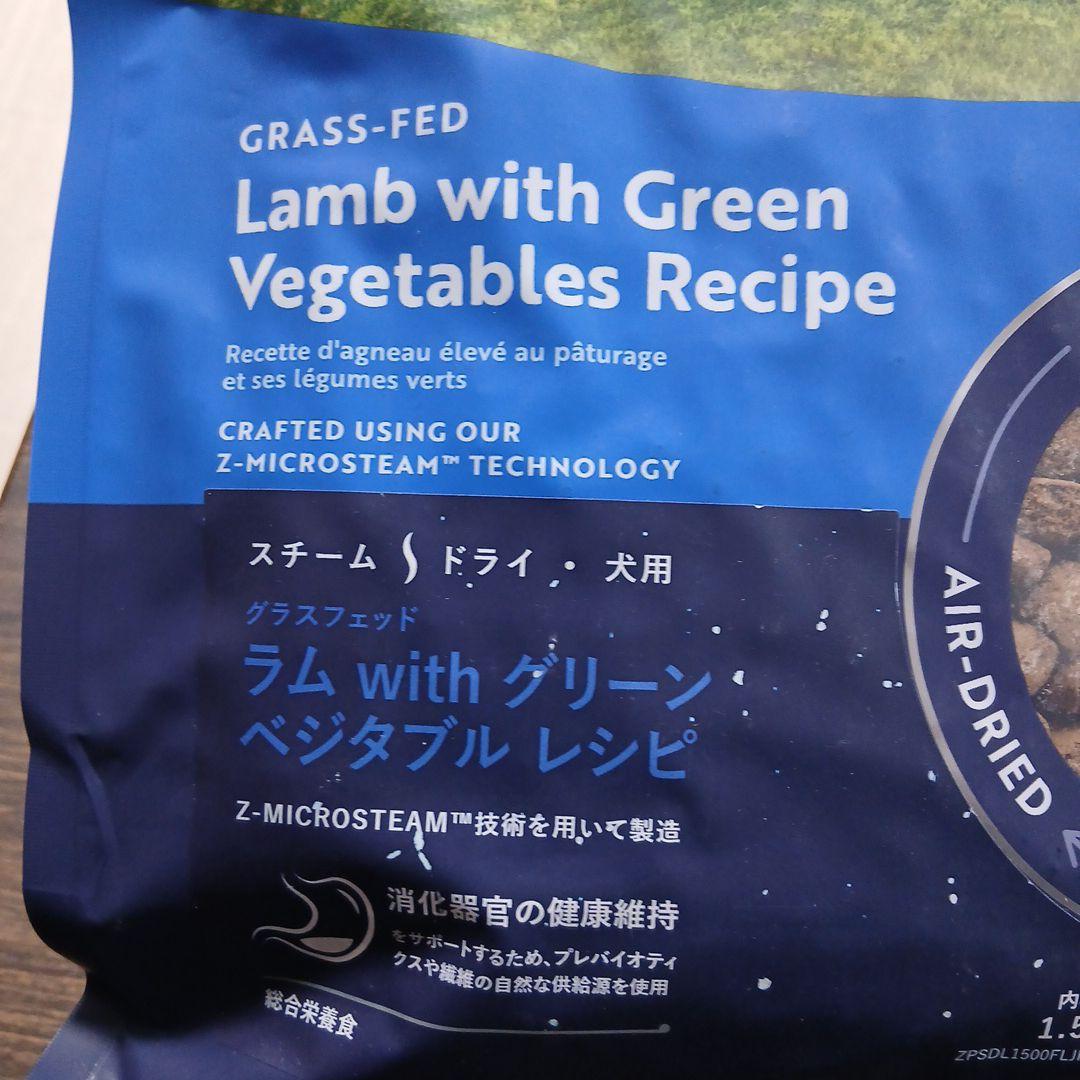 GRASS-FED
Lamb with Green
Vegetables Recipe
Recette d'agneau élevé au pâturage
et ses légumes verts
CRAFTED USING OUR
Z-MICROSTEAM™ TECHNOLOGY
スチーム ドライ・犬用
グラスフェッド
ラム with グリーン
ベジタブル レシピ
Z-MICROSTEAM™技術を用いて製造
消化器官の健康維持
をサポートするため、プレバイオティ
クスや繊維の自然な供給源を使用
総合栄養食
AIR-DRIED
内
1.5